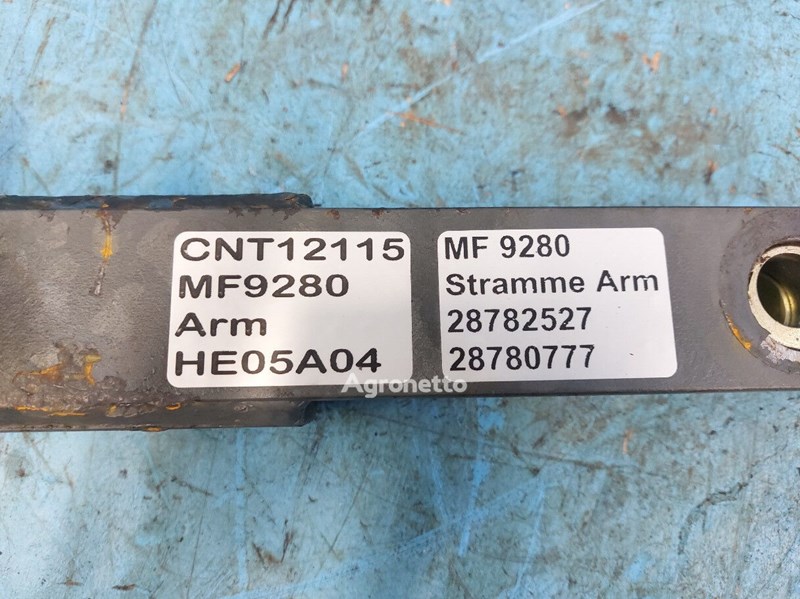 CNT12115
MF9280
Arm
HE05A04
MF 9280
Stramme Arm
28782527
28780777
Agronetto